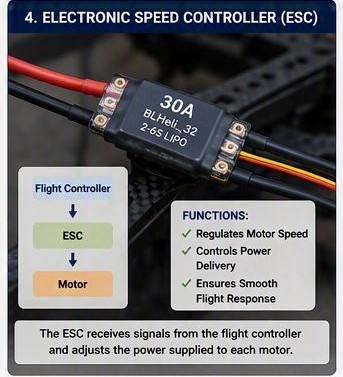 4. ELECTRONIC SPEED CONTROLLER (ESC)
30A
BLHeli_32
2-6S LIPO
Flight Controller
ESC
Motor
FUNCTIONS:
✓ Regulates Motor Speed
✓ Controls Power
Delivery
✓ Ensures Smooth
Flight Response
The ESC receives signals from the flight controller
and adjusts the power supplied to each motor.